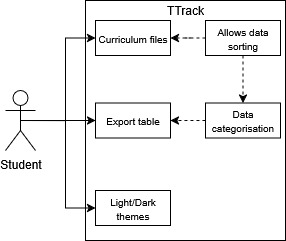 TTrack
Curriculum files
Allows data
sorting
Export table
Data
categorisation
Student
Light/Dark
themes